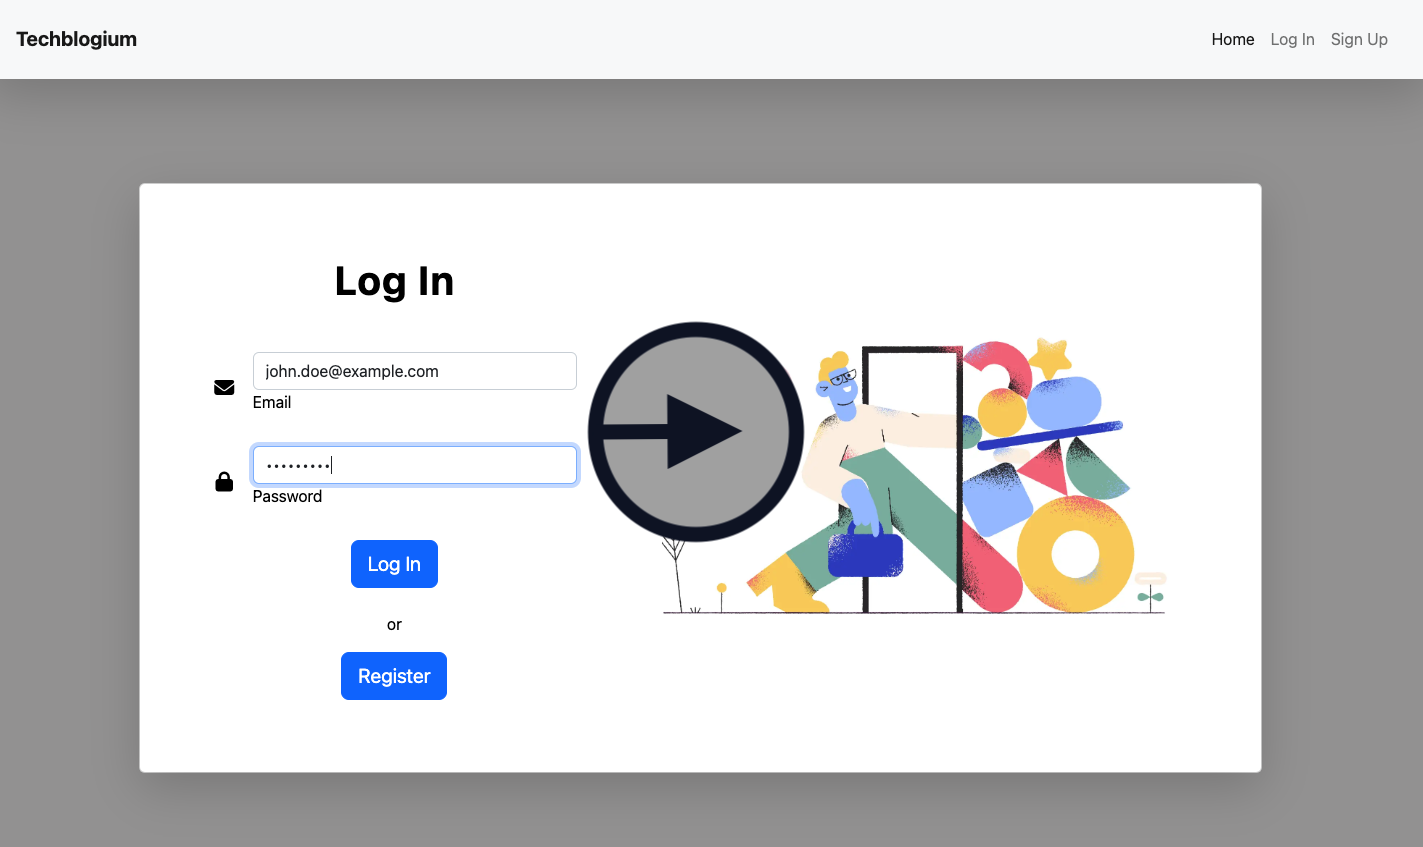 Techblogium
Home Log In Sign Up
Log In
john.doe@example.com
Email
•••••••••
Password
Log In
or
Register